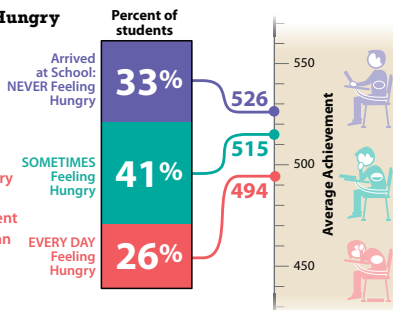 Hungry
Percent of
students
Arrived
at School:
NEVER Feeling
Hungry
33%
526
SOMETIMES
Feeling
Hungry
41%
515
EVERY DAY
Feeling
Hungry
26%
494
550
500
450
Average Achievement